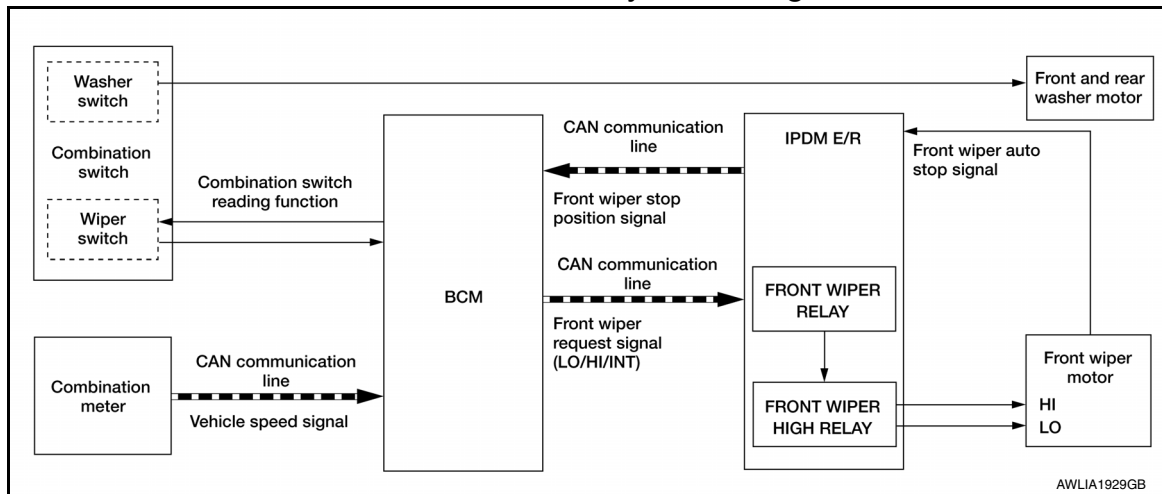 Washer
switch
Combination
switch
Wiper
switch
Combination switch
reading function
Combination
meter
CAN communication
line
Vehicle speed signal
BCM
CAN communication
line
Front wiper stop
position signal
CAN communication
line
Front wiper
request signal
(LO/HI/INT)
IPDM E/R
FRONT WIPER
RELAY
FRONT WIPER
HIGH RELAY
Front and rear
washer motor
Front wiper auto
stop signal
Front wiper
motor
HI
LO
AWLIA1929GB